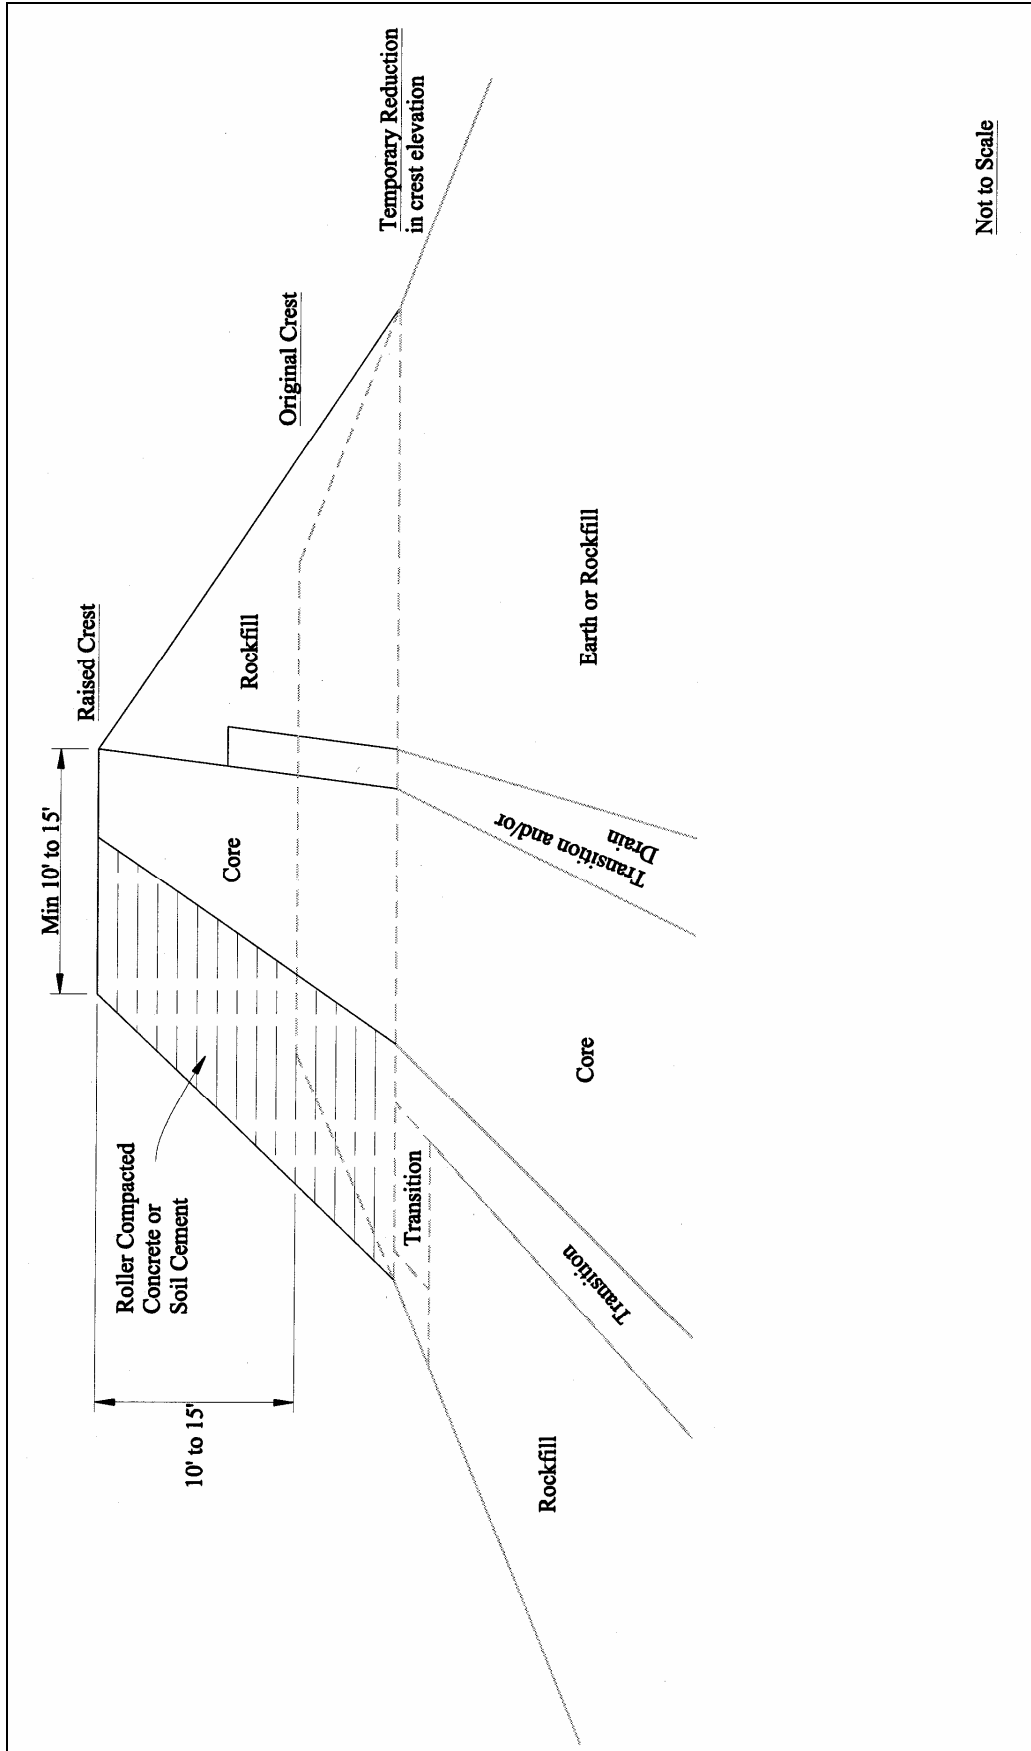 Min 10' to 15'
Raised Crest
Roller Compacted
Concrete or
Soil Cement
10' to 15'
Core
Rockfill
Original Crest
Temporary Reduction
in crest elevation
Transition
Transition
Rockfill
Core
Transition and/or
Drain
Earth or Rockfill
Not to Scale